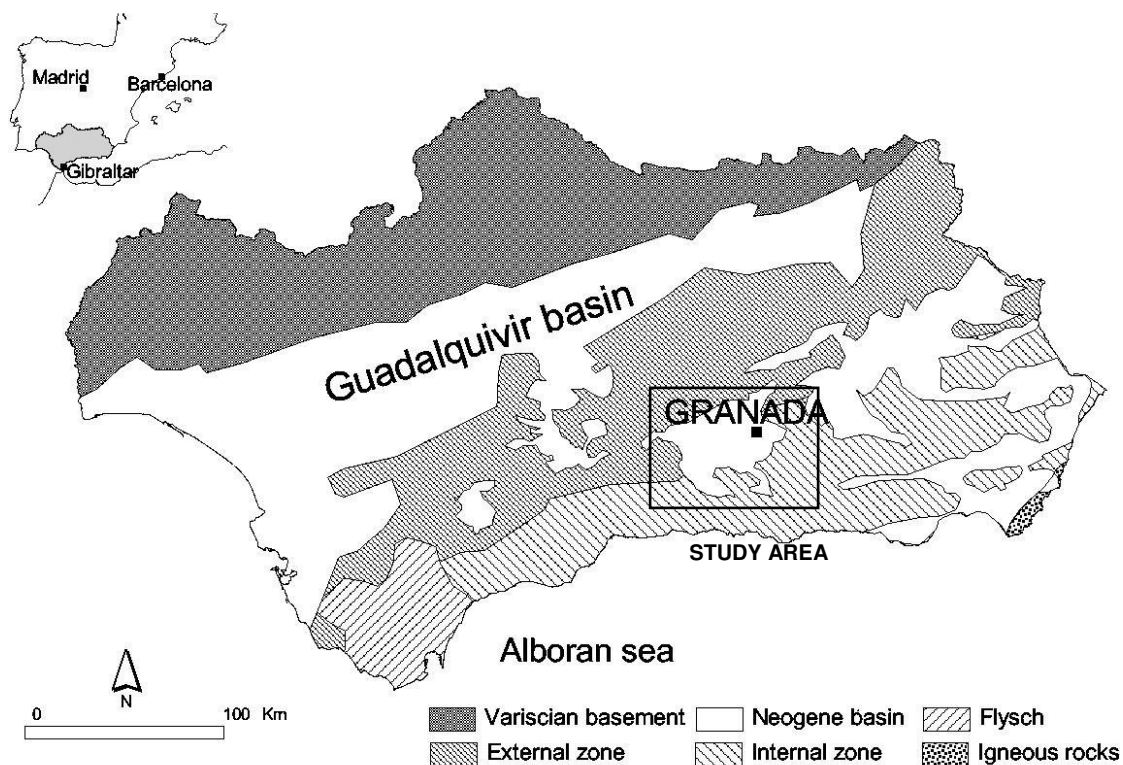 Madrid
Barcelona
Gibraltar
Guadalquivir basin
GRANADA
STUDY AREA
Alboran sea
N
0 100 Km
Variscian basement
Neogene basin
Flysch
External zone
Internal zone
Igneous rocks